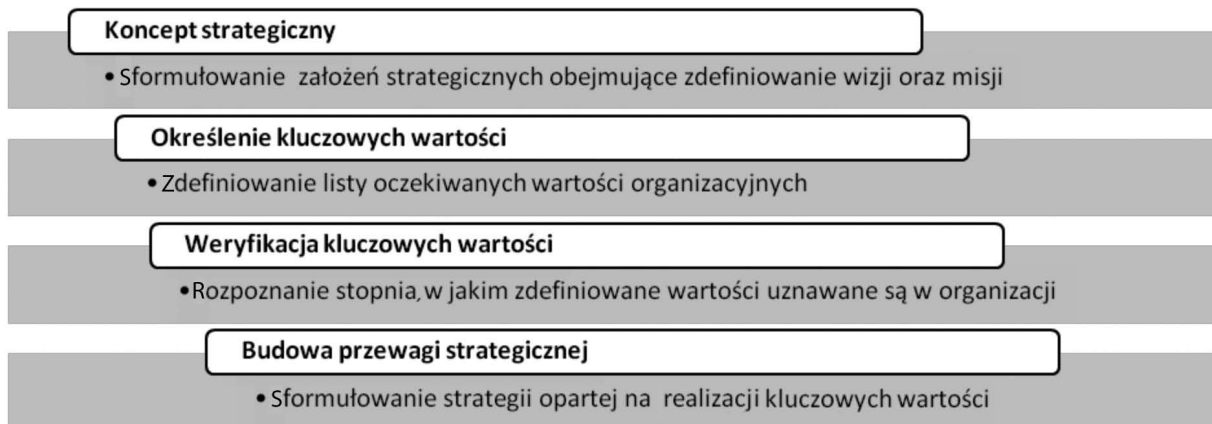 Koncept strategiczny
• Sformułowanie założeń strategicznych obejmujące zdefiniowanie wizji oraz misji
Określenie kluczowych wartości
• Zdefiniowanie listy oczekiwanych wartości organizacyjnych
Weryfikacja kluczowych wartości
• Rozpoznanie stopnia, w jakim zdefiniowane wartości uznawane są w organizacji
Budowa przewagi strategicznej
• Sformułowanie strategii opartej na realizacji kluczowych wartości